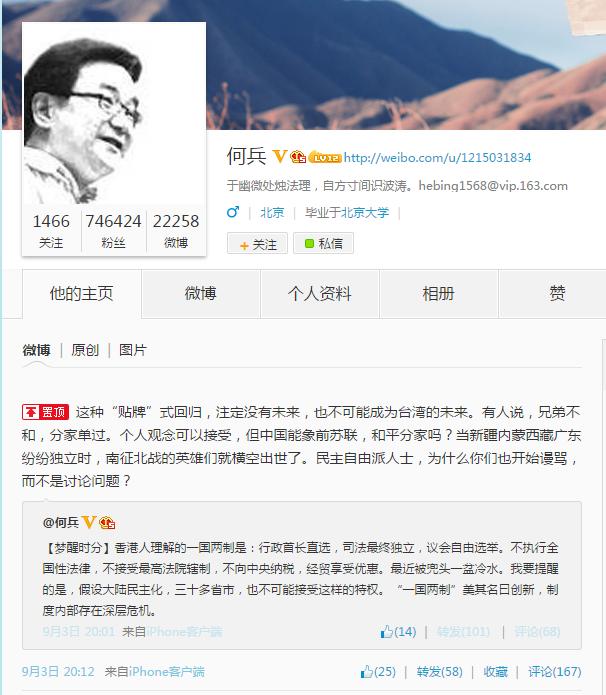 何兵 V LV12 http://weibo.com/u/1215031834
于幽微处烛法理，自方寸间识波涛。hebing1568@vip.163.com
♂ | 北京 | 毕业于北京大学 |
1466 746424 22258
关注 粉丝 微博
+关注 私信
他的主页 微博 个人资料 相册 赞
微博 | 原创 | 图片
置顶 这种“贴牌”式回归，注定没有未来，也不可能成为台湾的未来。有人说，兄弟不
和，分家单过。个人观念可以接受，但中国能象前苏联，和平分家吗？当新疆内蒙西藏广东
纷纷独立时，南征北战的英雄们就横空出世了。民主自由派人士，为什么你们也开始谩骂，
而不是讨论问题？
@何兵 V
【梦醒时分】香港人理解的一国两制是：行政首长直选，司法最终独立，议会自由选举。不执行全
国性法律，不接受最高法院辖制，不向中央纳税，经贸享受优惠。最近被兜头一盆冷水。我要提醒
的是，假设大陆民主化，三十多省市，也不可能接受这样的特权。“一国两制”美其名曰创新，制
度内部存在深层危机。
9月3日 20:01 来自iPhone客户端 (14) | 转发(101) | 评论(68)
9月3日 20:12 来自iPhone客户端 (25) | 转发(58) | 收藏 | 评论(167)